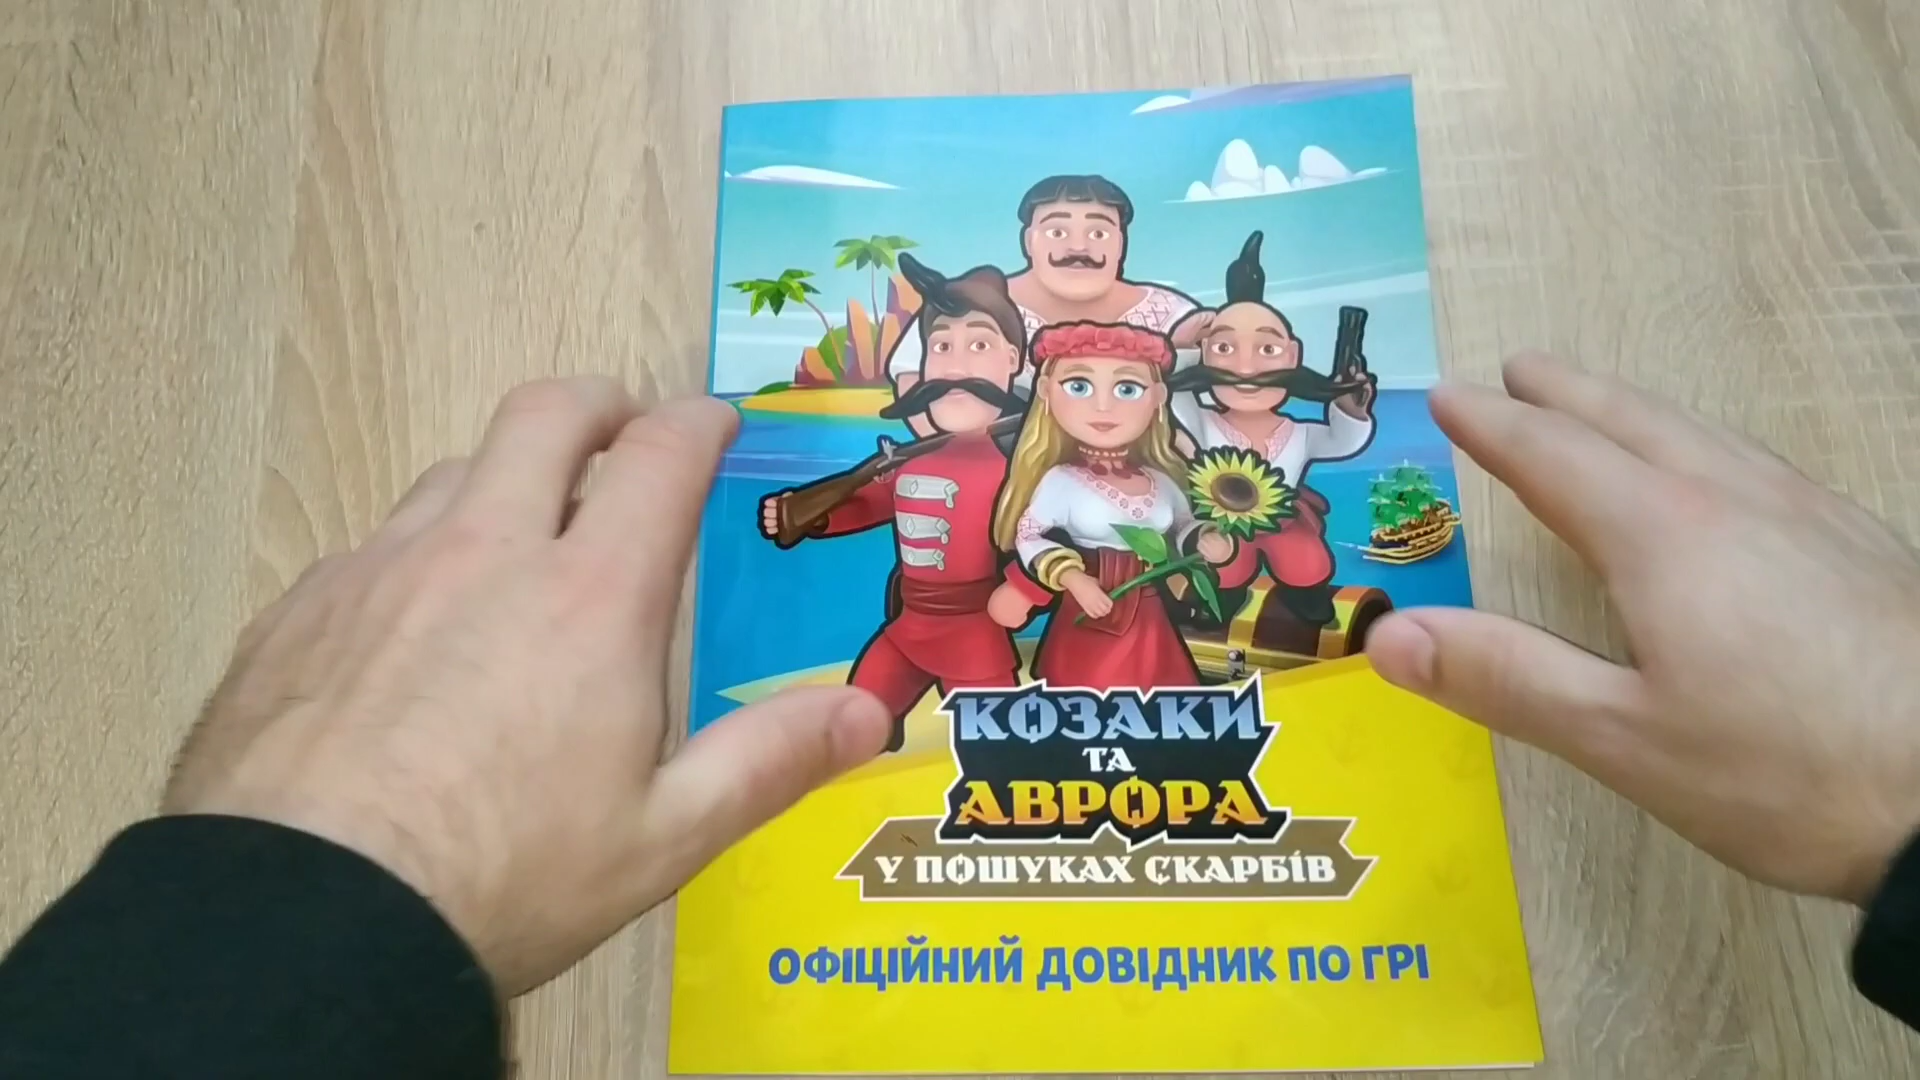 КОЗАКИ
ТА
АВРОРА
У ПОШУКАХ СКАРБІВ
ОФІЦІЙНИЙ ДОВІДНИК ПО ГРІ